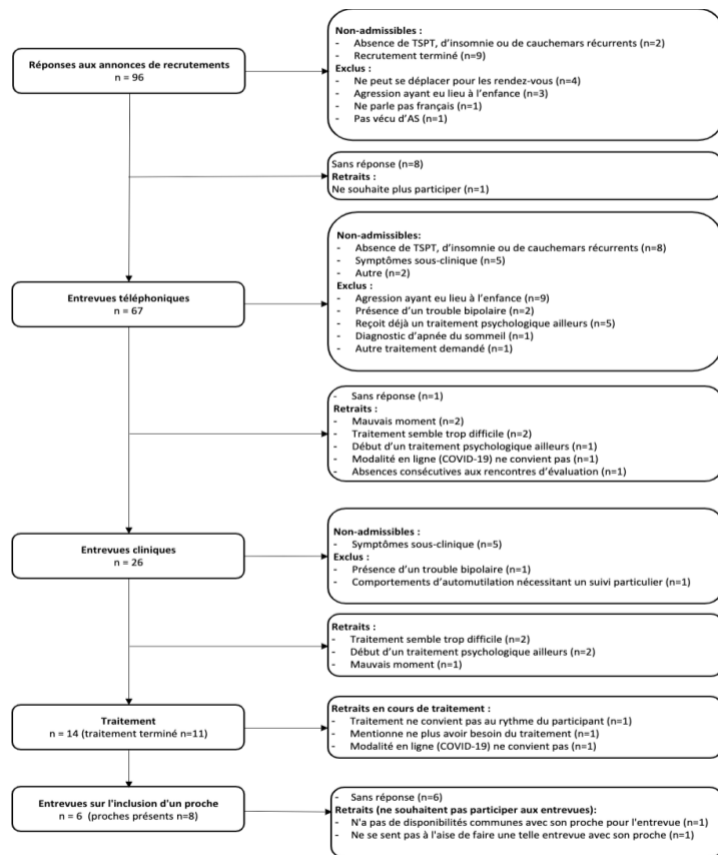 Réponses aux annonces de recrutements
n = 96
Non-admissibles :
- Absence de TSPT, d'insomnie ou de cauchemars récurrents (n=2)
- Recrutement terminé (n=9)
Exclus :
- Ne peut se déplacer pour les rendez-vous (n=4)
- Agression ayant eu lieu à l'enfance (n=3)
- Ne parle pas français (n=1)
- Pas vécu d'AS (n=1)
Sans réponse (n=8)
Retraits :
Ne souhaite plus participer (n=1)
Entrevues téléphoniques
n = 67
Non-admissibles:
- Absence de TSPT, d'insomnie ou de cauchemars récurrents (n=8)
- Symptômes sous-clinique (n=5)
- Autre (n=2)
Exclus :
- Agression ayant eu lieu à l'enfance (n=9)
- Présence d'un trouble bipolaire (n=2)
- Reçoit déjà un traitement psychologique ailleurs (n=5)
- Diagnostic d'apnée du sommeil (n=1)
- Autre traitement demandé (n=1)
- Sans réponse (n=1)
Retraits :
- Mauvais moment (n=2)
- Traitement semble trop difficile (n=2)
- Début d'un traitement psychologique ailleurs (n=1)
- Modalité en ligne (COVID-19) ne convient pas (n=1)
- Absences consécutives aux rencontres d'évaluation (n=1)
Entrevues cliniques
n = 26
Non-admissibles :
- Symptômes sous-clinique (n=5)
Exclus :
- Présence d'un trouble bipolaire (n=1)
- Comportements d'automutilation nécessitant un suivi particulier (n=1)
Retraits :
- Traitement semble trop difficile (n=2)
- Début d'un traitement psychologique ailleurs (n=2)
- Mauvais moment (n=1)
Traitement
n = 14 (traitement terminé n=11)
Retraits en cours de traitement :
- Traitement ne convient pas au rythme du participant (n=1)
- Mentionne ne plus avoir besoin du traitement (n=1)
- Modalité en ligne (COVID-19) ne convient pas (n=1)
Entrevues sur l'inclusion d'un proche
n = 6 (proches présents n=8)
- Sans réponse (n=6)
Retraits (ne souhaitent pas participer aux entrevues):
- N'a pas de disponibilités communes avec son proche pour l'entrevue (n=1)
- Ne se sent pas à l'aise de faire une telle entrevue avec son proche (n=1)